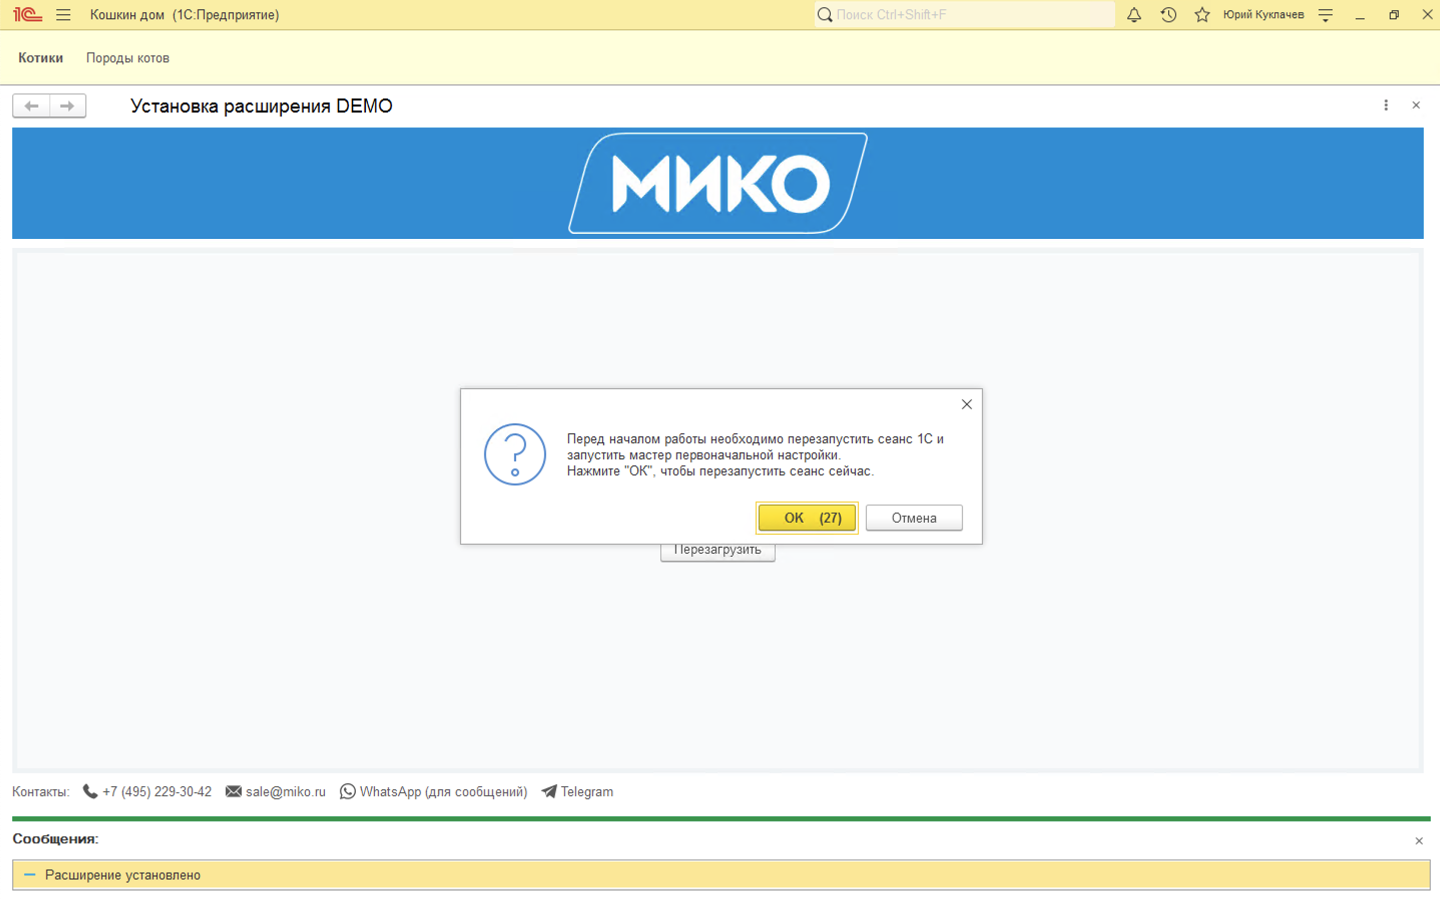 1С Кошкин дом (1С:Предприятие) Поиск Ctrl+Shift+F Юрий Куклачев
Котики Породы котов
Установка расширения DEMO
МИКО
Перед началом работы необходимо перезапустить сеанс 1С и
запустить мастер первоначальной настройки.
Нажмите "ОК", чтобы перезапустить сеанс сейчас.
ОК (27) Отмена
Перезагрузить
Контакты: +7 (495) 229-30-42 sale@miko.ru WhatsApp (для сообщений) Telegram
Сообщения:
Расширение установлено